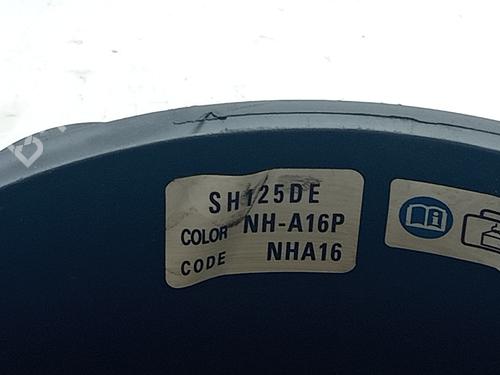 SH125DE
COLOR NH-A16P
CODE NHA16